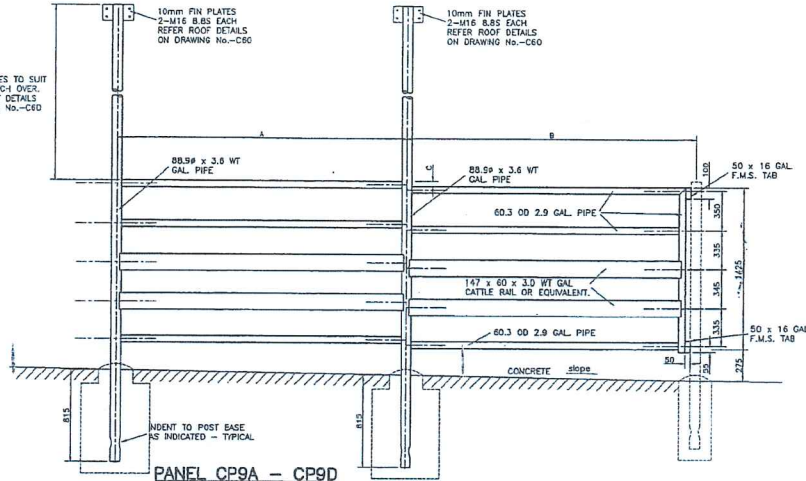 10mm FIN PLATES
2-M16 8.8S EACH
REFER ROOF DETAILS
ON DRAWING No.-C60
10mm FIN PLATES
2-M16 8.8S EACH
REFER ROOF DETAILS
ON DRAWING No.-C60
ES TO SUIT
OVER.
DETAILS
No.-C60
A
B
88.9ø x 3.6 WT
GAL PIPE
C
88.9ø x 3.6 WT
GAL. PIPE
100
50 x 16 GAL
F.M.S. TAB
60.3 OD 2.9 GAL. PIPE
350
335
1625
147 x 60 x 3.0 WT GAL
CATTLE RAIL OR EQUIVALENT.
345
335
60.3 OD 2.9 GAL PIPE
50 x 16 GAL
F.M.S. TAB
50
55
275
CONCRETE slope
815
815
INDENT TO POST BASE
AS INDICATED - TYPICAL
PANEL CP9A - CP9D